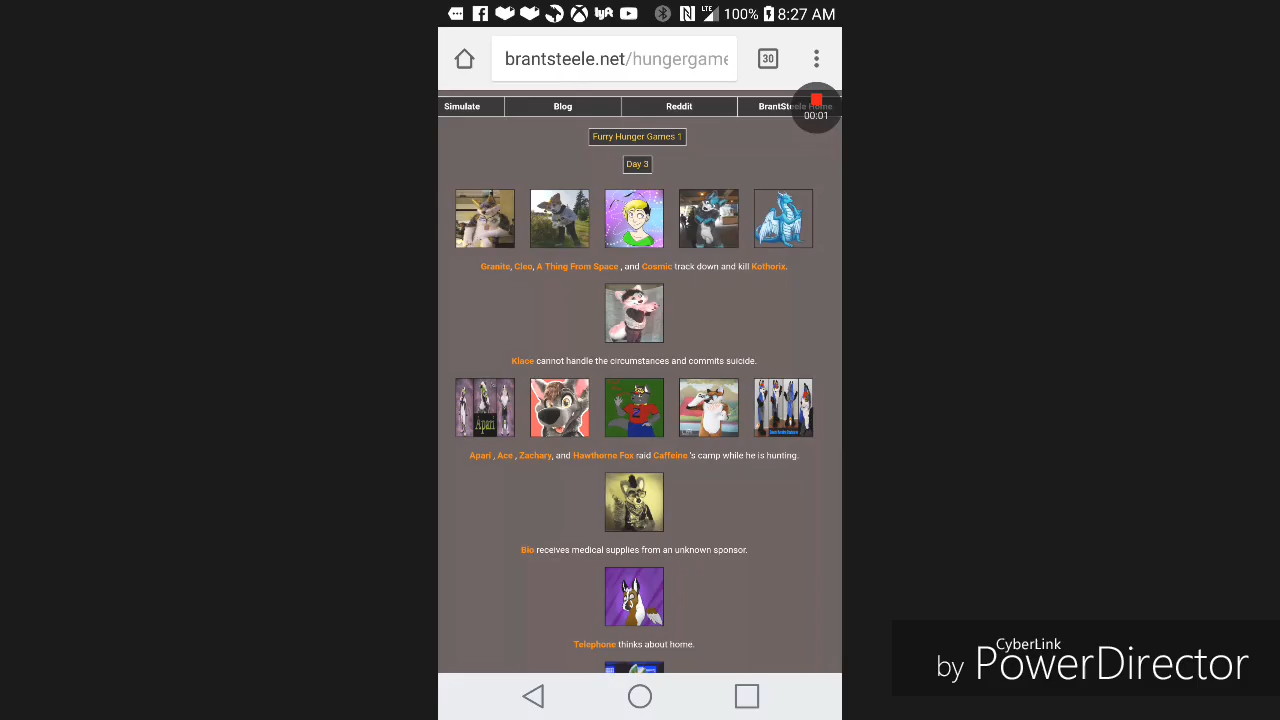 LTE 100% 8:27 AM
brantsteele.net/hungergame
30
Simulate Blog Reddit BrantSteele Home
00:01
Furry Hunger Games 1
Day 3
Granite, Cleo, A Thing From Space , and Cosmic track down and kill Kothorix.
Klace cannot handle the circumstances and commits suicide.
Apari
Apari , Ace , Zachary, and Hawthorne Fox raid Caffeine 's camp while he is hunting.
Bio receives medical supplies from an unknown sponsor.
Telephone thinks about home.
by CyberLink PowerDirector